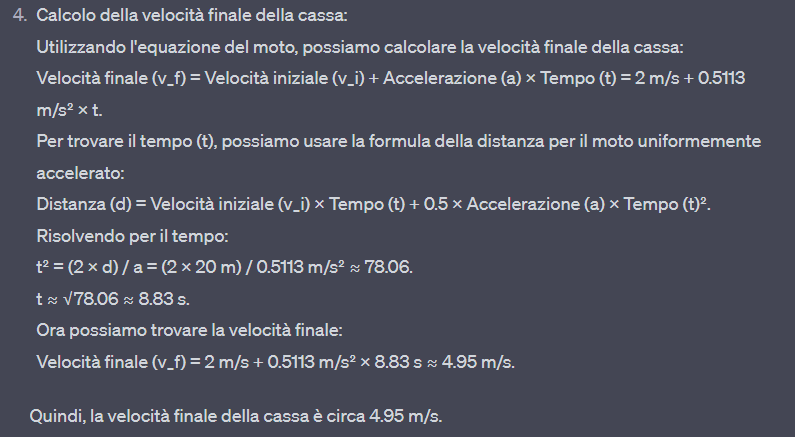 4. Calcolo della velocità finale della cassa:
Utilizzando l'equazione del moto, possiamo calcolare la velocità finale della cassa:
Velocità finale (v_f) = Velocità iniziale (v_i) + Accelerazione (a) × Tempo (t) = 2 m/s + 0.5113
m/s² × t.
Per trovare il tempo (t), possiamo usare la formula della distanza per il moto uniformemente
accelerato:
Distanza (d) = Velocità iniziale (v_i) × Tempo (t) + 0.5 × Accelerazione (a) × Tempo (t)².
Risolvendo per il tempo:
t² = (2 × d) / a = (2 × 20 m) / 0.5113 m/s² ≈ 78.06.
t ≈ √78.06 ≈ 8.83 s.
Ora possiamo trovare la velocità finale:
Velocità finale (v_f) = 2 m/s + 0.5113 m/s² × 8.83 s ≈ 4.95 m/s.
Quindi, la velocità finale della cassa è circa 4.95 m/s.